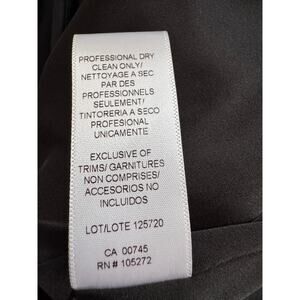 PROFESSIONAL DRY
CLEAN ONLY/
NETTOYAGE A SEC
PAR DES
PROFESSIONNELS
SEULEMENT/
TINTORERIA A SECO
PROFESIONAL
UNICAMENTE
EXCLUSIVE OF
TRIMS/ GARNITURES
NON COMPRISES/
ACCESORIOS NO
INCLUIDOS
LOT/LOTE 125720
CA 00745
RN # 105272